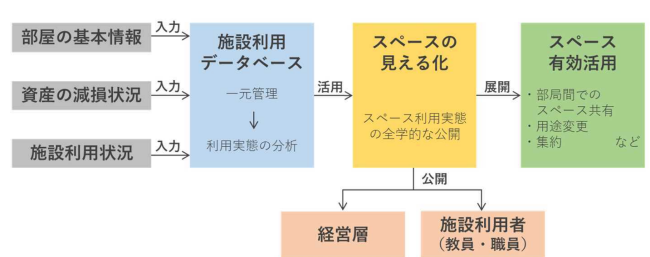 部屋の基本情報
入力
資産の減損状況
入力
施設利用状況
入力
施設利用
データベース
一元管理
↓
利用実態の分析
活用
スペースの
見える化
スペース利用実態
の全学的な公開
展開
スペース
有効活用
・部局間での
スペース共有
・用途変更
・集約 など
公開
経営層
施設利用者
（教員・職員）